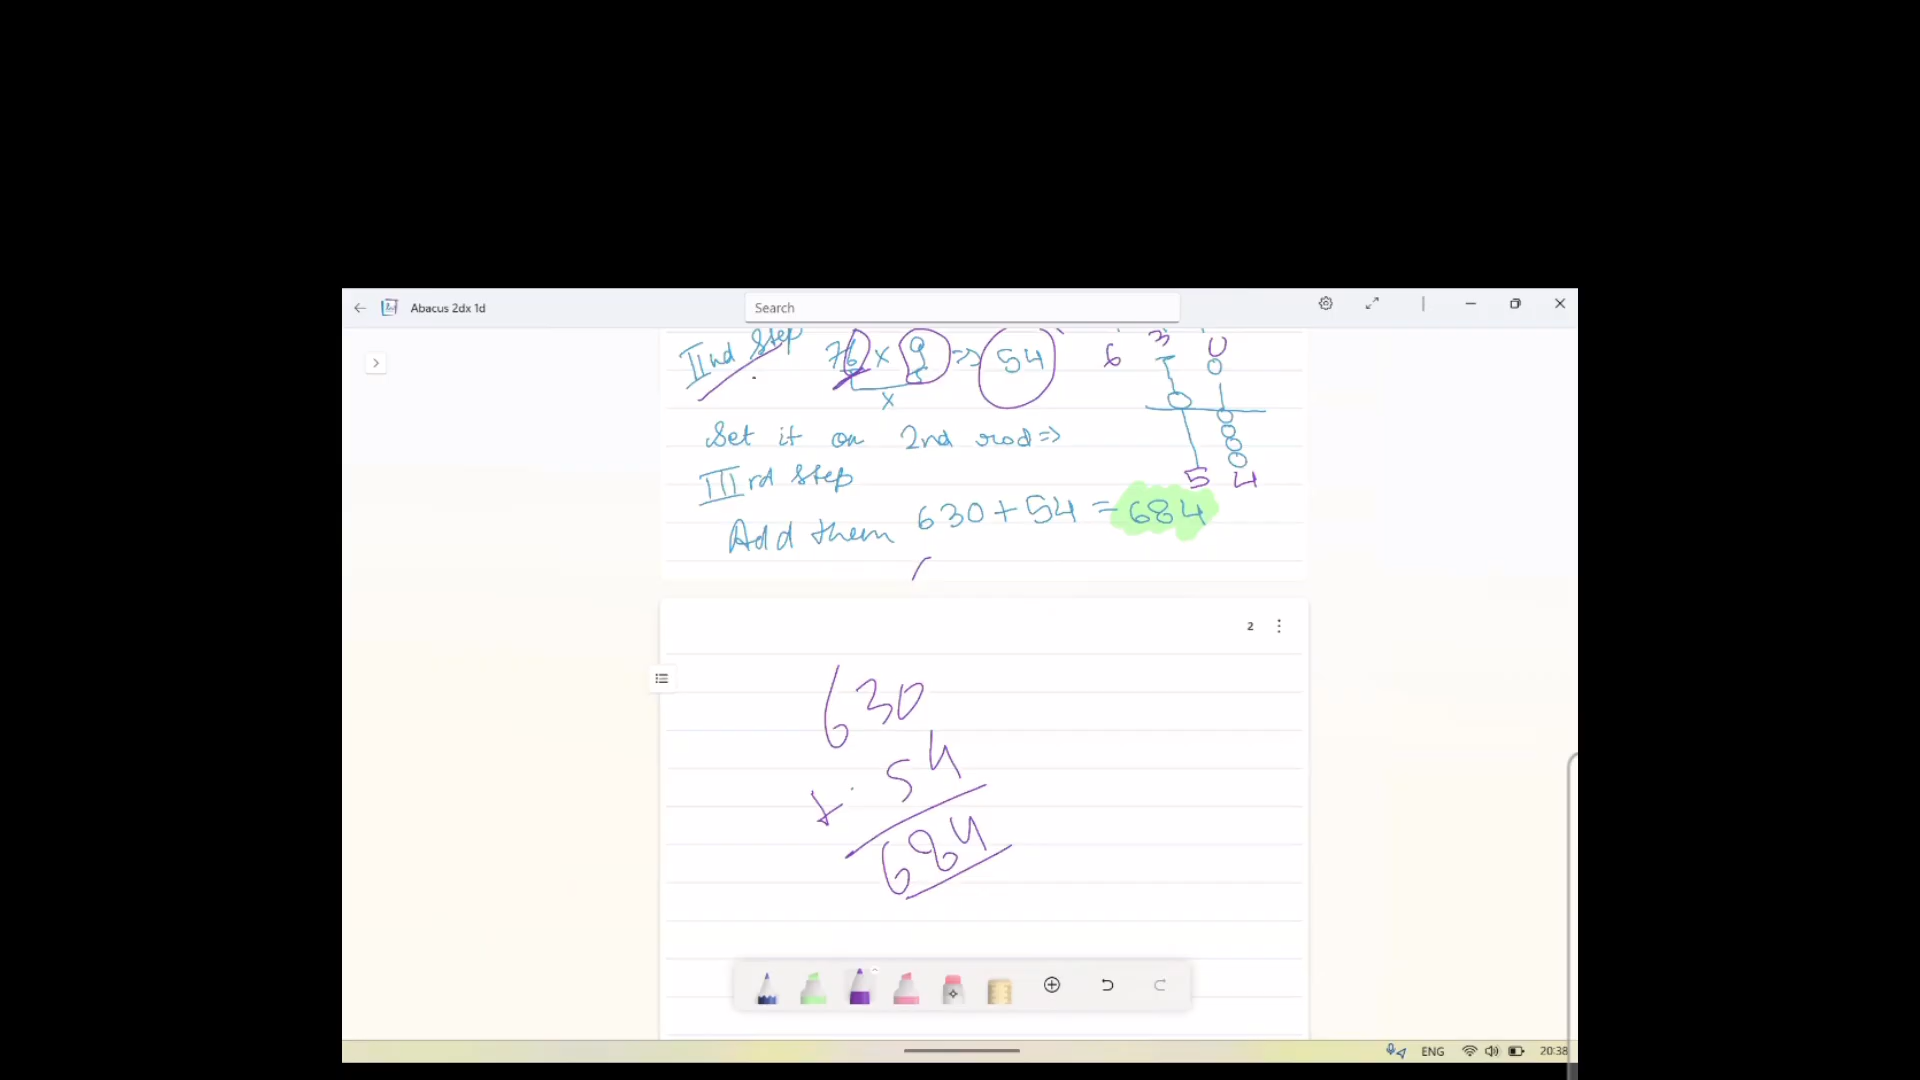 Abacus 2dx 1d
Search
IInd Step 76 x 9 => 54
x
6 3 0
Set it on 2nd rod =>
5 4
IIIrd Step
Add them 630 + 54 = 684
2
630
+ 54
684
ENG 20:38